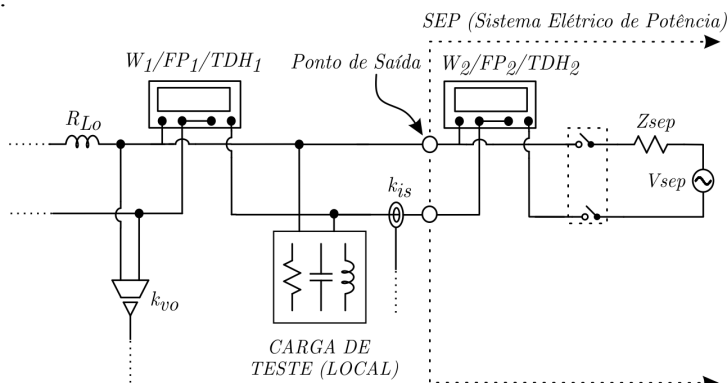 SEP (Sistema Elétrico de Potência)
W1/FP1/TDH1
Ponto de Saída
W2/FP2/TDH2
RLo
Zsep
Vsep
kis
kvo
CARGA DE
TESTE (LOCAL)